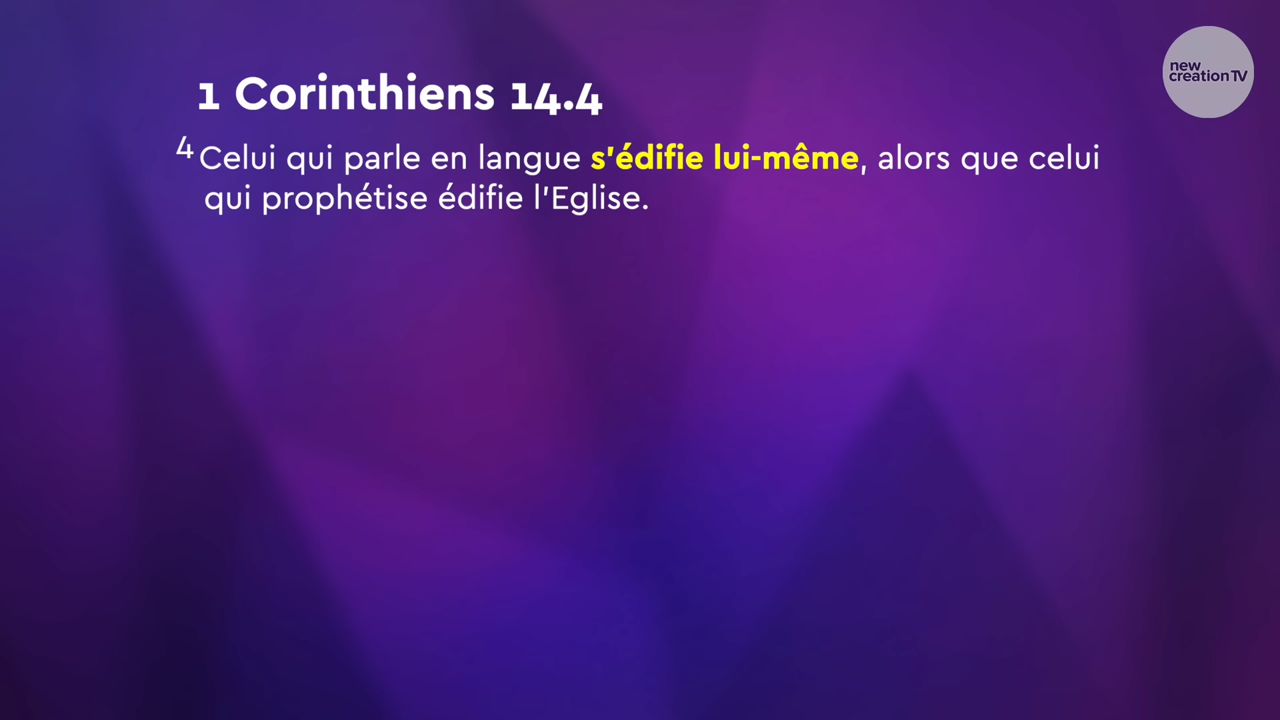 new
creation TV
1 Corinthiens 14.4
4 Celui qui parle en langue s'édifie lui-même, alors que celui
qui prophétise édifie l'Eglise.